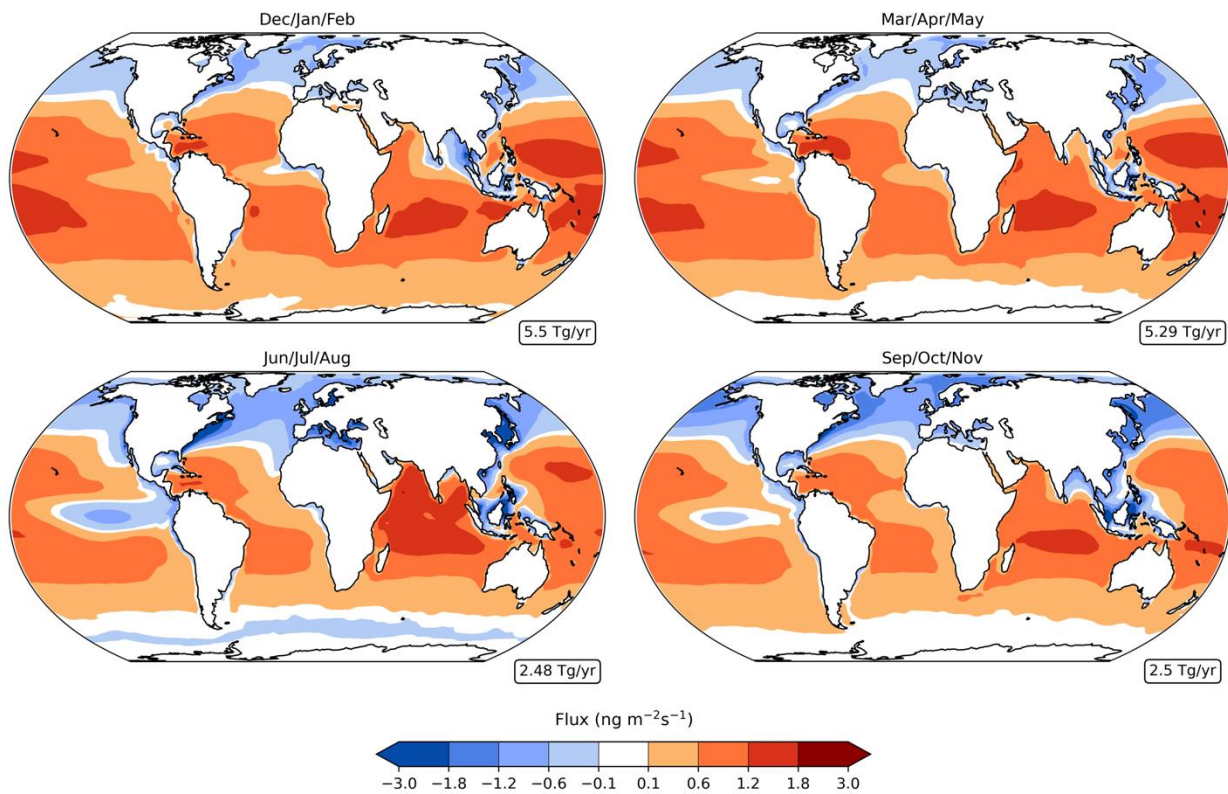 Dec/Jan/Feb
Mar/Apr/May
5.5 Tg/yr
5.29 Tg/yr
Jun/Jul/Aug
Sep/Oct/Nov
2.48 Tg/yr
2.5 Tg/yr
Flux (ng m⁻²s⁻¹)
−3.0 −1.8 −1.2 −0.6 −0.1 0.1 0.6 1.2 1.8 3.0